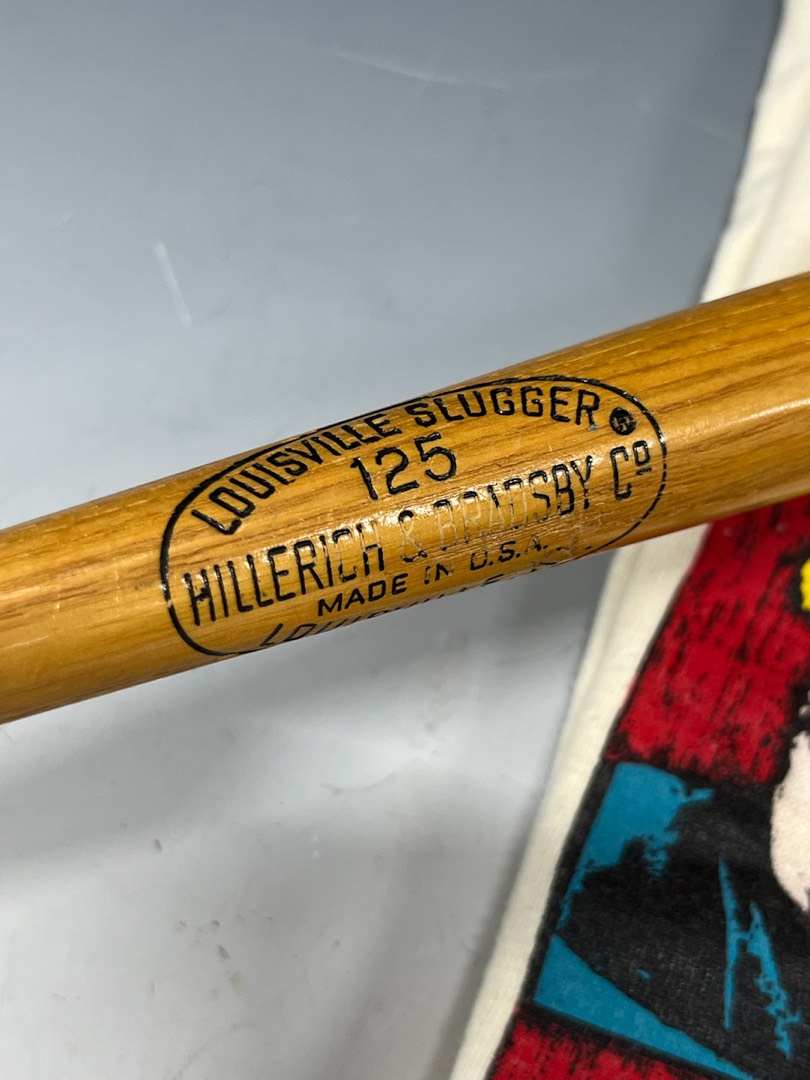 LOUISVILLE SLUGGER
125
HILLERICH & BRADSBY Cº
MADE IN U.S.A.